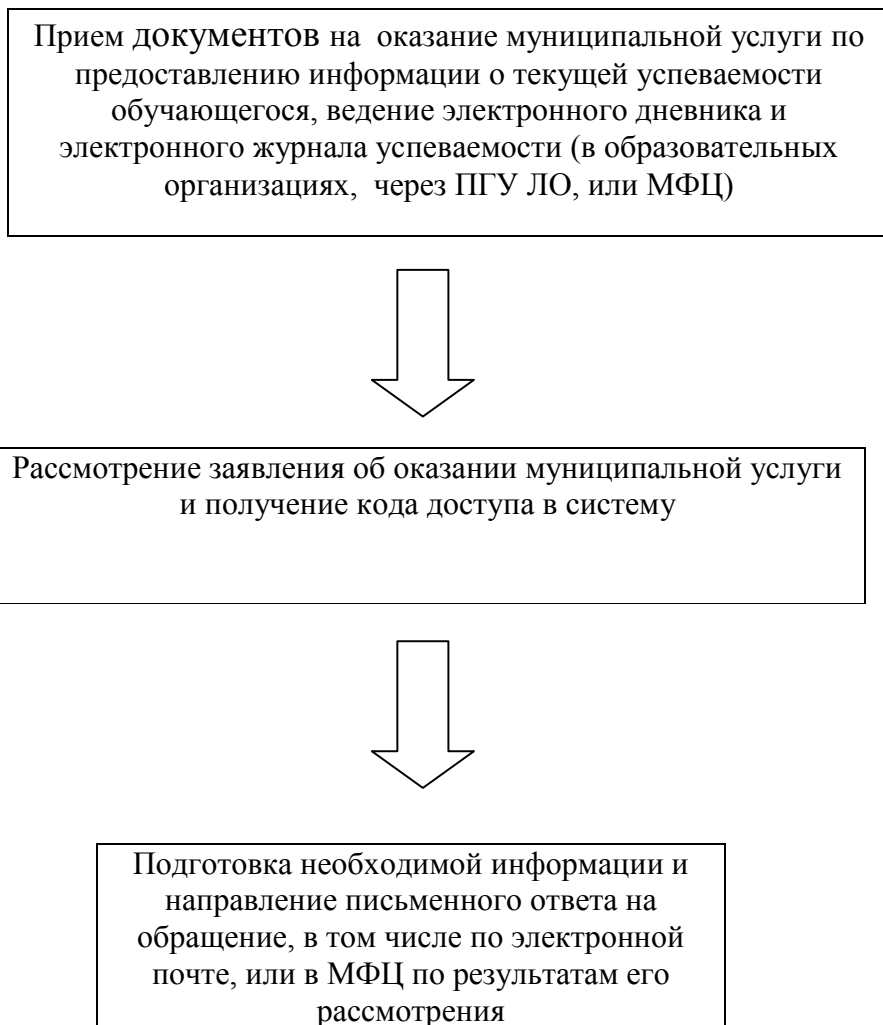 Прием документов на оказание муниципальной услуги по
предоставлению информации о текущей успеваемости
обучающегося, ведение электронного дневника и
электронного журнала успеваемости (в образовательных
организациях, через ПГУ ЛО, или МФЦ)
Рассмотрение заявления об оказании муниципальной услуги
и получение кода доступа в систему
Подготовка необходимой информации и
направление письменного ответа на
обращение, в том числе по электронной
почте, или в МФЦ по результатам его
рассмотрения